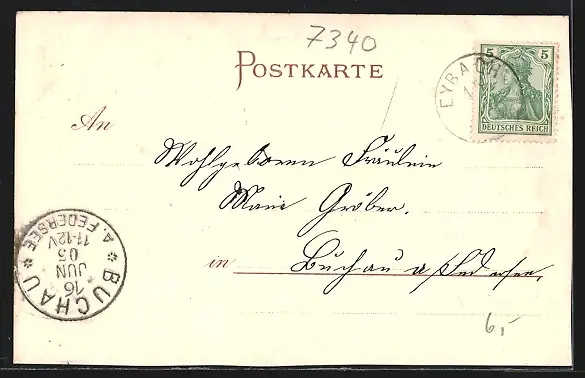 7340
POSTKARTE
5 5
DEUTSCHES REICH
EYBACH
An
Wohlgeboren Fräulein
Marie Gröber.
in Buchau a/Federsee.
BUCHAU
16
JUN
05
11-12V
* A. FEDERSEE *
6,-